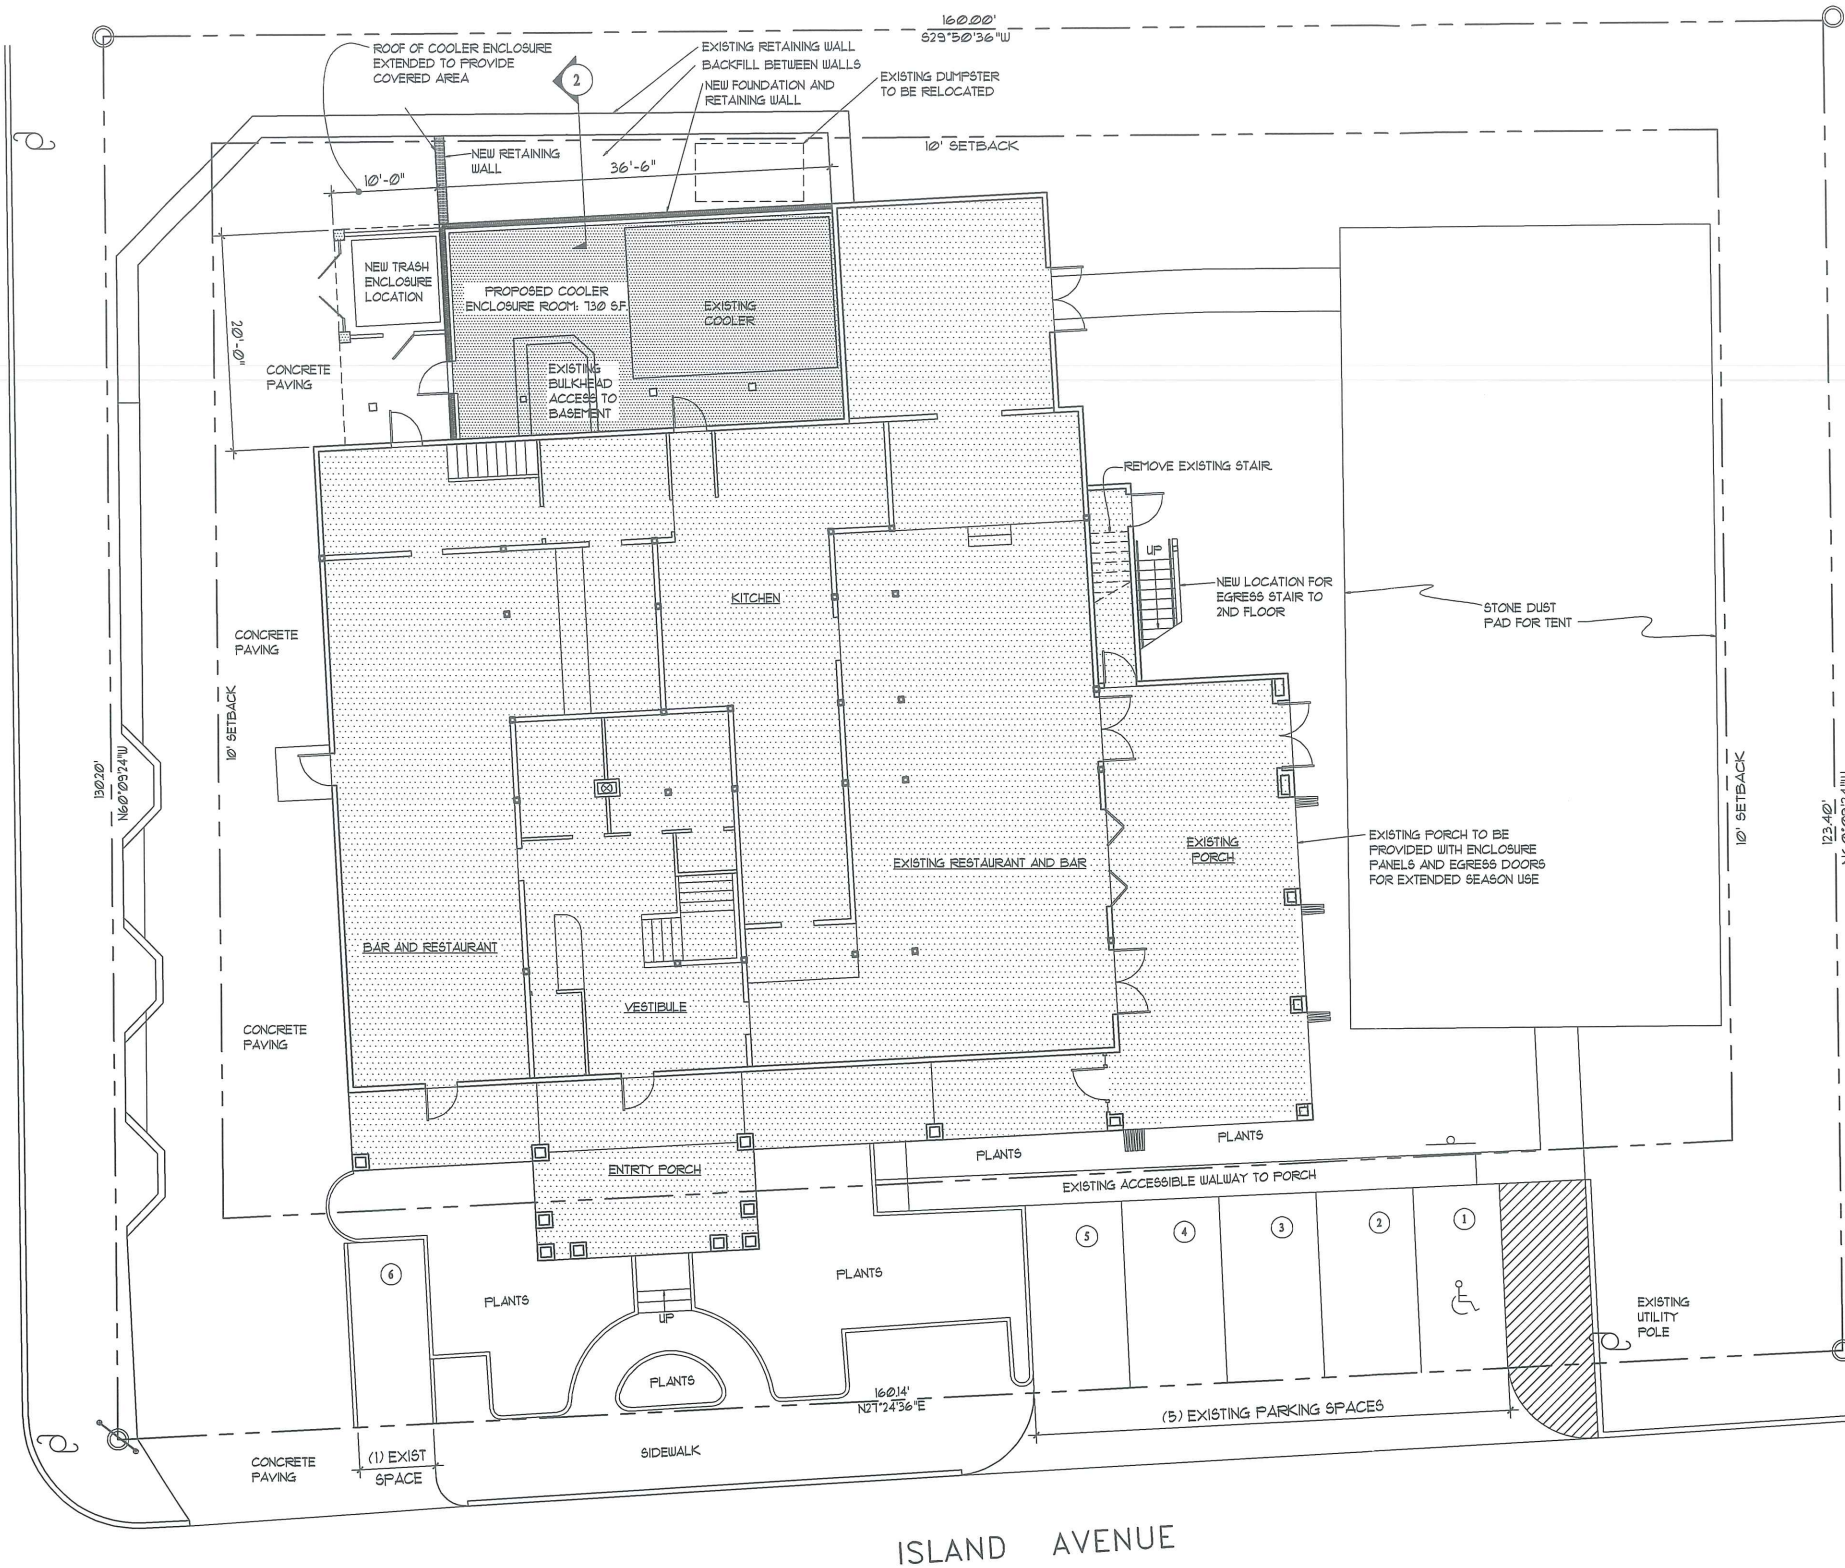 160.00'
S29°50'36"W
ROOF OF COOLER ENCLOSURE
EXTENDED TO PROVIDE
COVERED AREA
2
EXISTING RETAINING WALL
BACKFILL BETWEEN WALLS
NEW FOUNDATION AND
RETAINING WALL
EXISTING DUMPSTER
TO BE RELOCATED
10' SETBACK
NEW RETAINING
WALL
10'-0"
36'-6"
NEW TRASH
ENCLOSURE
LOCATION
PROPOSED COOLER
ENCLOSURE ROOM: 730 S.F.
EXISTING
COOLER
20'-0"
CONCRETE
PAVING
EXISTING
BULKHEAD
ACCESS TO
BASEMENT
REMOVE EXISTING STAIR
UP
NEW LOCATION FOR
EGRESS STAIR TO
2ND FLOOR
KITCHEN
STONE DUST
PAD FOR TENT
CONCRETE
PAVING
10' SETBACK
130.20'
N60°09'24"W
10' SETBACK
123.40'
EXISTING PORCH TO BE
PROVIDED WITH ENCLOSURE
PANELS AND EGRESS DOORS
FOR EXTENDED SEASON USE
EXISTING
PORCH
EXISTING RESTAURANT AND BAR
BAR AND RESTAURANT
VESTIBULE
CONCRETE
PAVING
PLANTS
PLANTS
ENTRTY PORCH
EXISTING ACCESSIBLE WALWAY TO PORCH
5
4
3
2
1
6
PLANTS
PLANTS
UP
PLANTS
EXISTING
UTILITY
POLE
160.14'
N27°24'36"E
(5) EXISTING PARKING SPACES
SIDEWALK
CONCRETE
PAVING
(1) EXIST
SPACE
ISLAND AVENUE